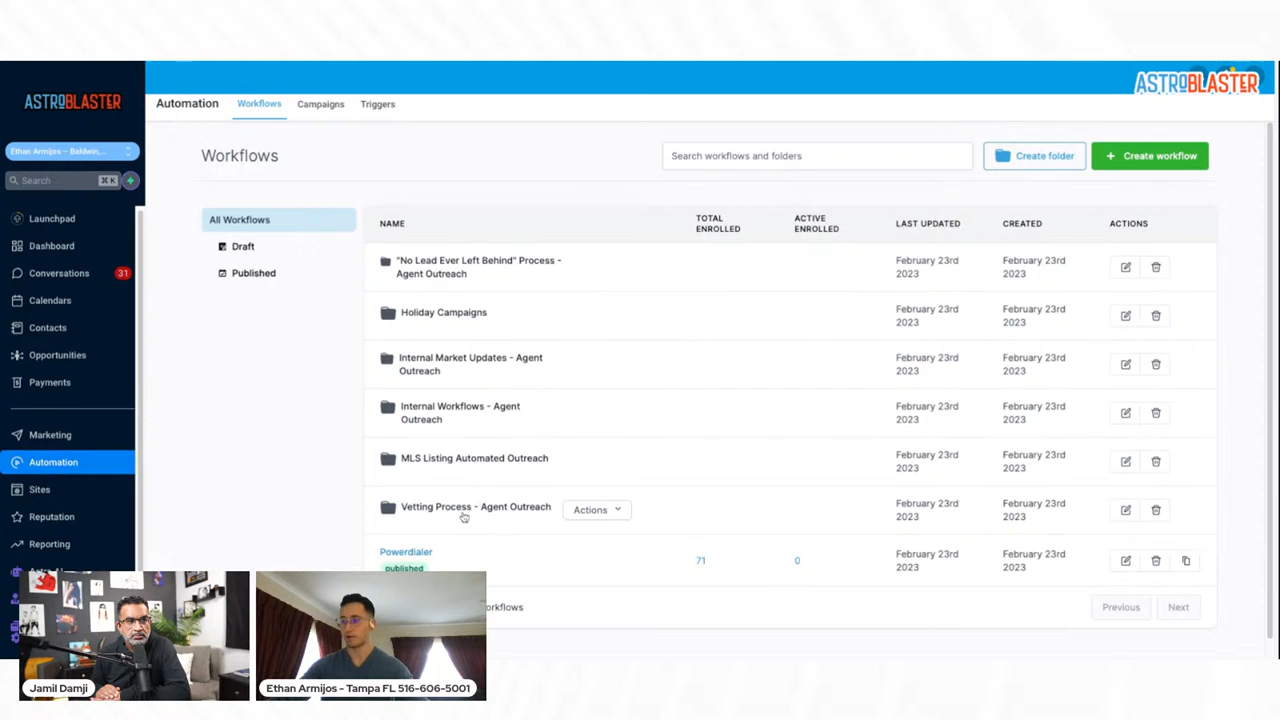 ASTROBLASTER
ASTROBLASTER
Automation
Workflows
Campaigns
Triggers
Ethan Armijos -- Baldwin,...
Search
⌘K
Launchpad
Dashboard
Conversations
31
Calendars
Contacts
Opportunities
Payments
Marketing
Automation
Sites
Reputation
Reporting
Workflows
Search workflows and folders
Create folder
+ Create workflow
All Workflows
Draft
Published
NAME
TOTAL
ENROLLED
ACTIVE
ENROLLED
LAST UPDATED
CREATED
ACTIONS
"No Lead Ever Left Behind" Process -
Agent Outreach
February 23rd
2023
February 23rd
2023
Holiday Campaigns
February 23rd
2023
February 23rd
2023
Internal Market Updates - Agent
Outreach
February 23rd
2023
February 23rd
2023
Internal Workflows - Agent
Outreach
February 23rd
2023
February 23rd
2023
MLS Listing Automated Outreach
February 23rd
2023
February 23rd
2023
Vetting Process - Agent Outreach
Actions
February 23rd
2023
February 23rd
2023
Powerdialer
published
71
0
February 23rd
2023
February 23rd
2023
orkflows
Previous
Next
Jamil Damji
Ethan Armijos - Tampa FL 516-606-5001